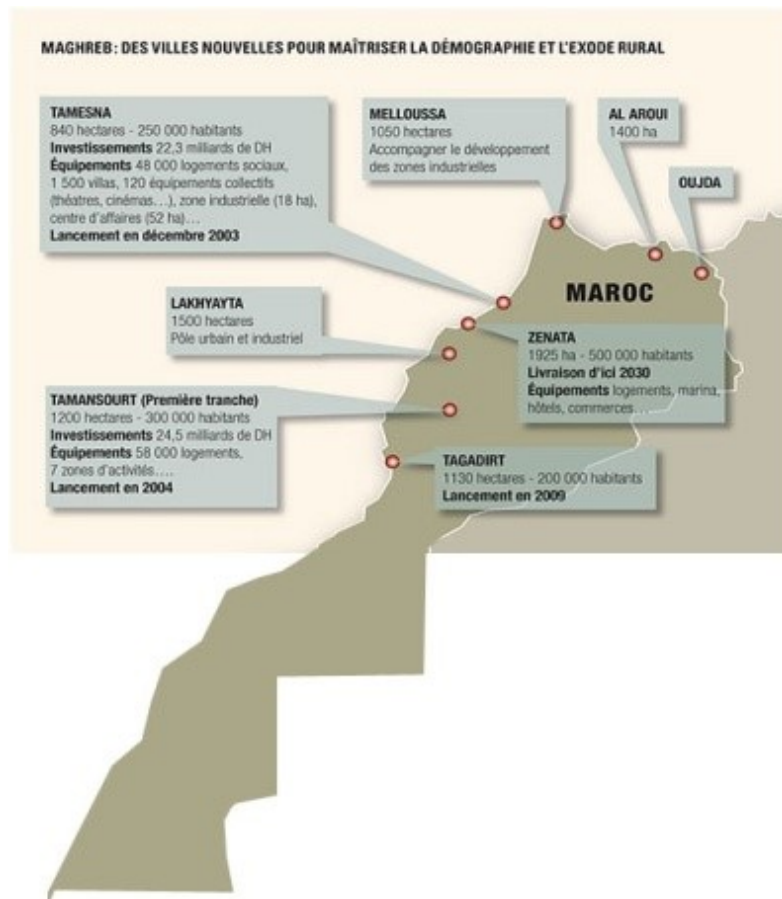 MAGHREB: DES VILLES NOUVELLES POUR MAÎTRISER LA DÉMOGRAPHIE ET L'EXODE RURAL
TAMESNA
840 hectares - 250 000 habitants
Investissements 22,3 milliards de DH
Équipements 48 000 logements sociaux,
1 500 villas, 120 équipements collectifs
(théatres, cinémas...), zone industrielle (18 ha),
centre d'affaires (52 ha)...
Lancement en décembre 2003
MELLOUSSA
1050 hectares
Accompagner le développement
des zones industrielles
AL AROUI
1400 ha
OUJDA
MAROC
LAKHYAYTA
1500 hectares
Pôle urbain et industriel
ZENATA
1925 ha - 500 000 habitants
Livraison d'ici 2030
Équipements logements, marina,
hôtels, commerces...
TAMANSOURT (Première tranche)
1200 hectares - 300 000 habitants
Investissements 24,5 milliards de DH
Équipements 58 000 logements,
7 zones d'activités....
Lancement en 2004
TAGADIRT
1130 hectares - 200 000 habitants
Lancement en 2009